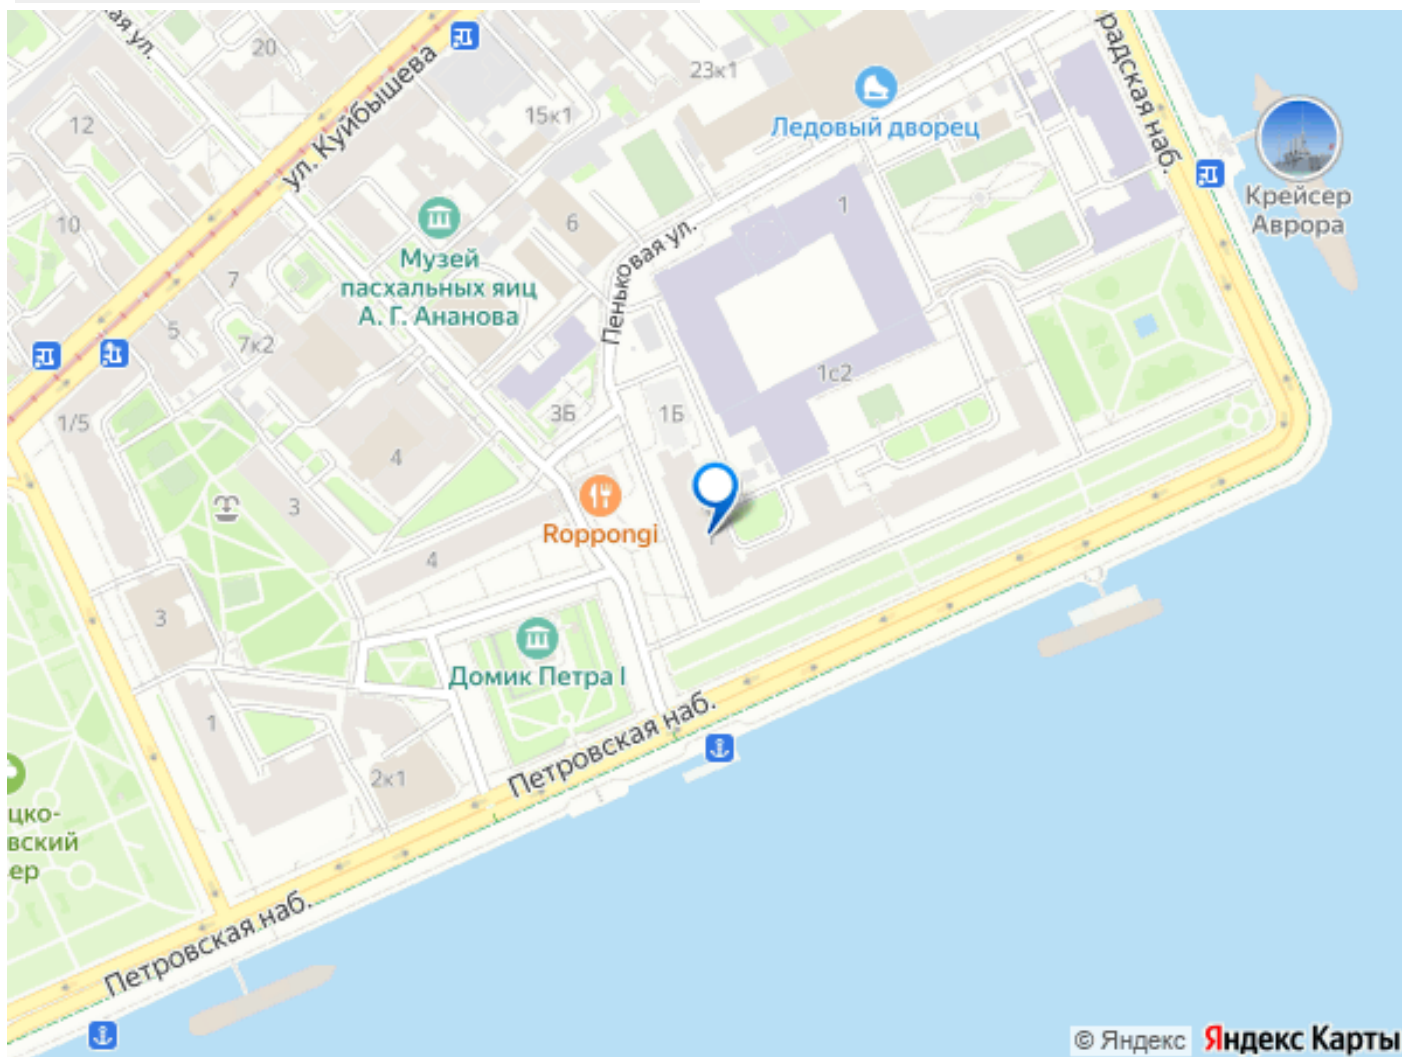 20
ул. Куйбышева
23к1
15к1
12
Ледовый дворец
радская наб.
Крейсер
Аврора
10
6
1
Музей
пасхальных яиц
А. Г. Ананова
Пеньковая ул.
7
5
7к2
1с2
1/5
3Б
1Б
4
3
Roppongi
4
3
Домик Петра I
1
Петровская наб.
2к1
цко-
вский
ер
Петровская наб.
© Яндекс Яндекс Карты